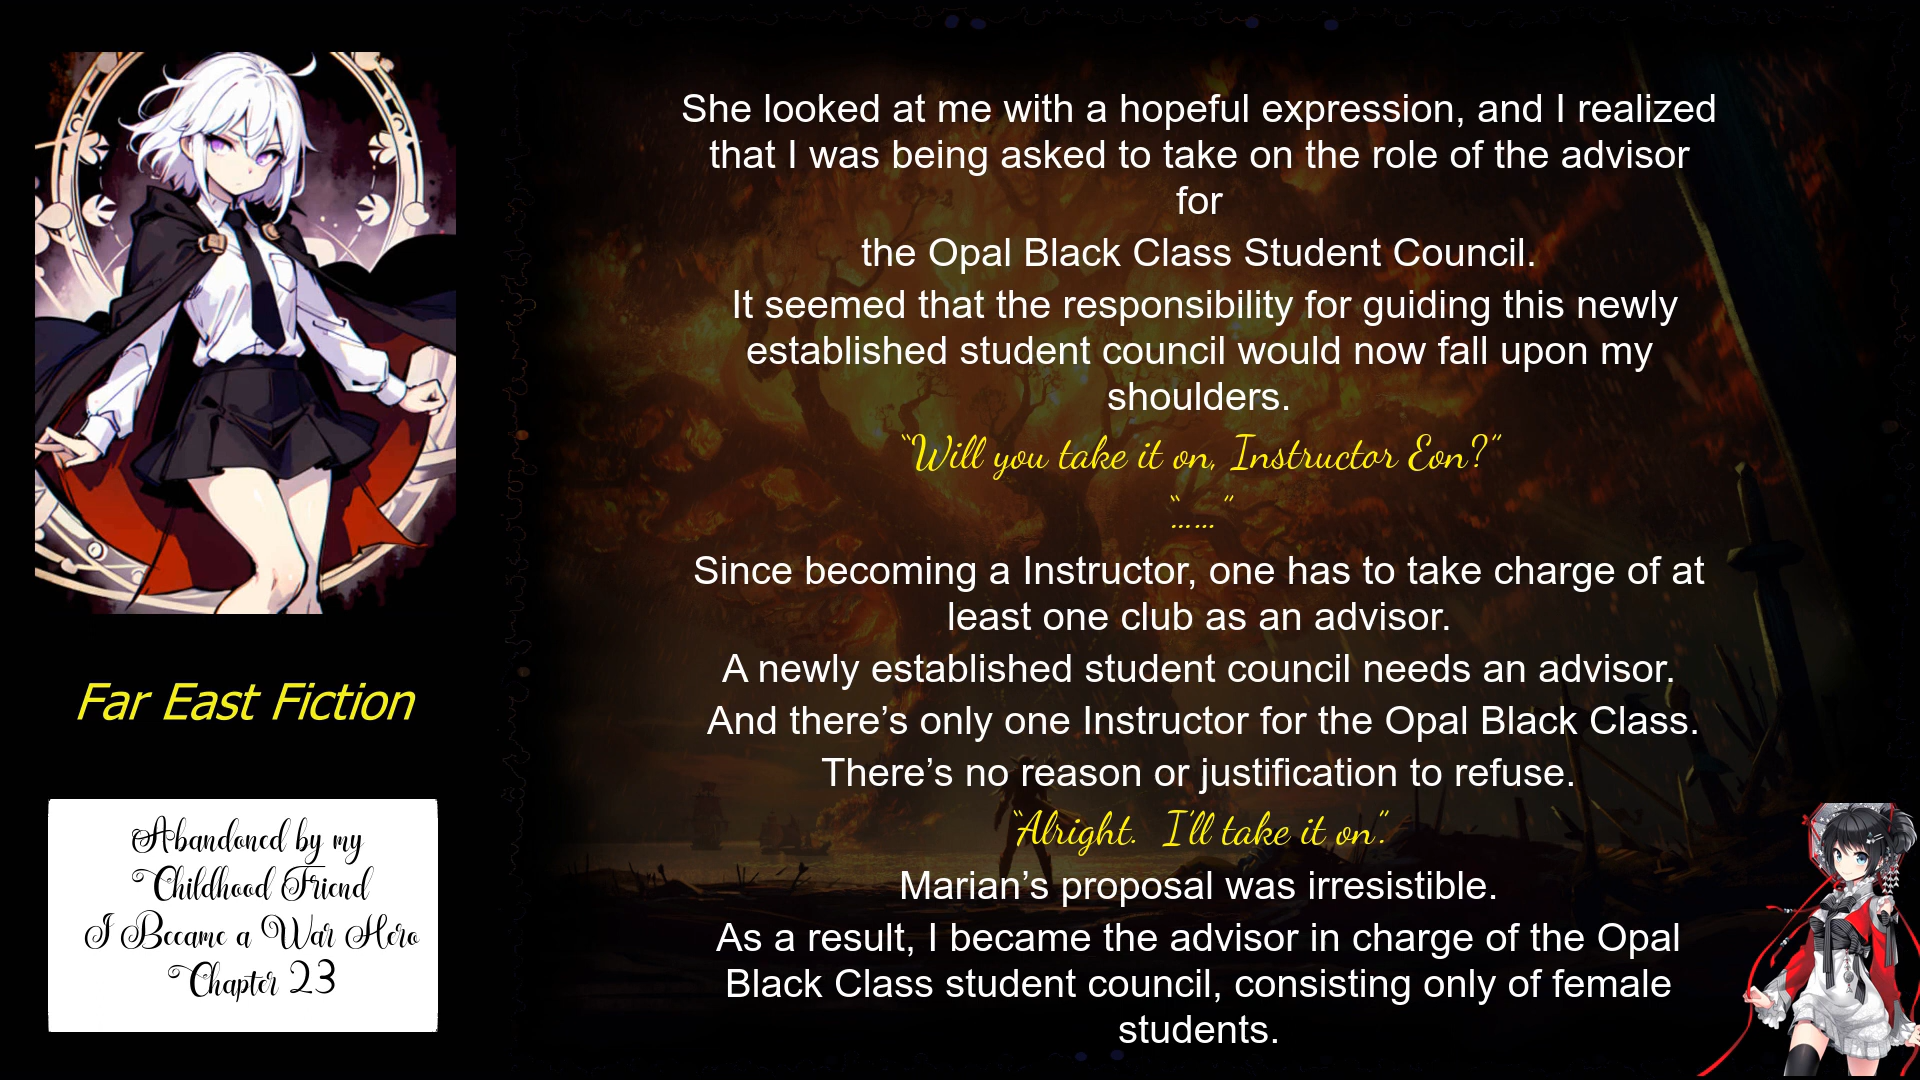 She looked at me with a hopeful expression, and I realized
that I was being asked to take on the role of the advisor
for
the Opal Black Class Student Council.
It seemed that the responsibility for guiding this newly
established student council would now fall upon my
shoulders.
“Will you take it on, Instructor Eon?”
“……”
Since becoming a Instructor, one has to take charge of at
least one club as an advisor.
A newly established student council needs an advisor.
And there’s only one Instructor for the Opal Black Class.
There’s no reason or justification to refuse.
“Alright. I’ll take it on”.
Marian’s proposal was irresistible.
As a result, I became the advisor in charge of the Opal
Black Class student council, consisting only of female
students.
Far East Fiction
Abandoned by my
Childhood Friend
I Became a War Hero
Chapter 23